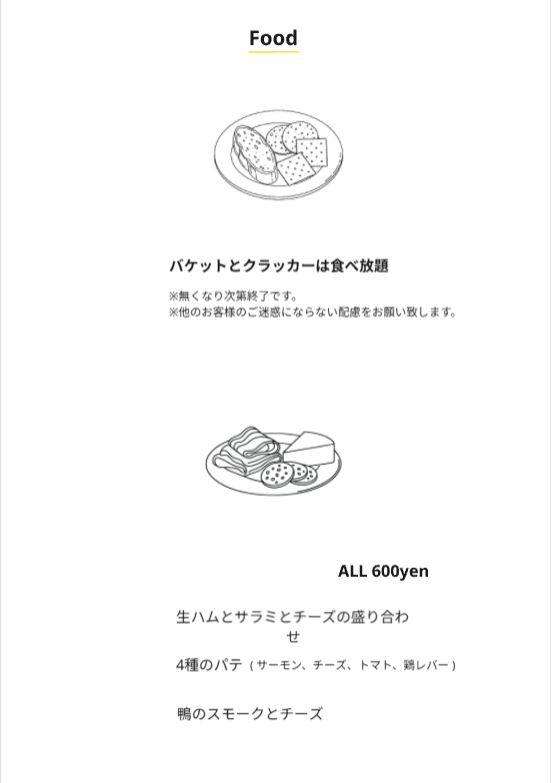 Food
バケットとクラッカーは食べ放題
※無くなり次第終了です。
※他のお客様のご迷惑にならない配慮をお願い致します。
ALL 600yen
生ハムとサラミとチーズの盛り合わ
せ
4種のパテ ( サーモン、チーズ、トマト、鶏レバー )
鴨のスモークとチーズ